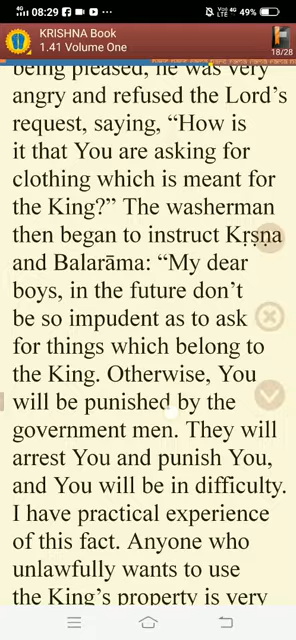 4G 08:29 4G Vo) LTE 49%
KRISHNA Book
1.41 Volume One
18/28
being pleased, he was very
angry and refused the Lord's
request, saying, “How is
it that You are asking for
clothing which is meant for
the King?” The washerman
then began to instruct Kṛṣṇa
and Balarāma: “My dear
boys, in the future don't
be so impudent as to ask
for things which belong to
the King. Otherwise, You
will be punished by the
government men. They will
arrest You and punish You,
and You will be in difficulty.
I have practical experience
of this fact. Anyone who
unlawfully wants to use
the King's property is very